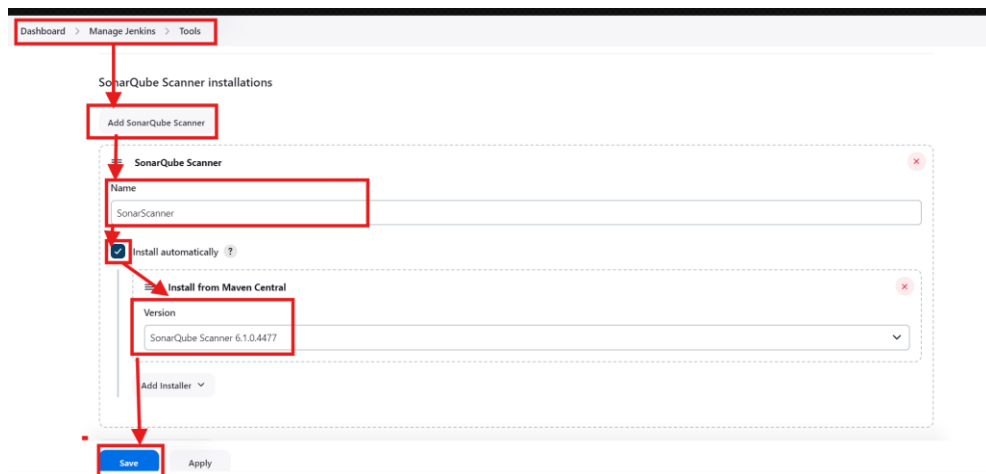 Dashboard > Manage Jenkins > Tools
SonarQube Scanner installations
Add SonarQube Scanner
SonarQube Scanner
Name
SonarScanner
Install automatically ?
Install from Maven Central
Version
SonarQube Scanner 6.1.0.4477
Add Installer
Save Apply